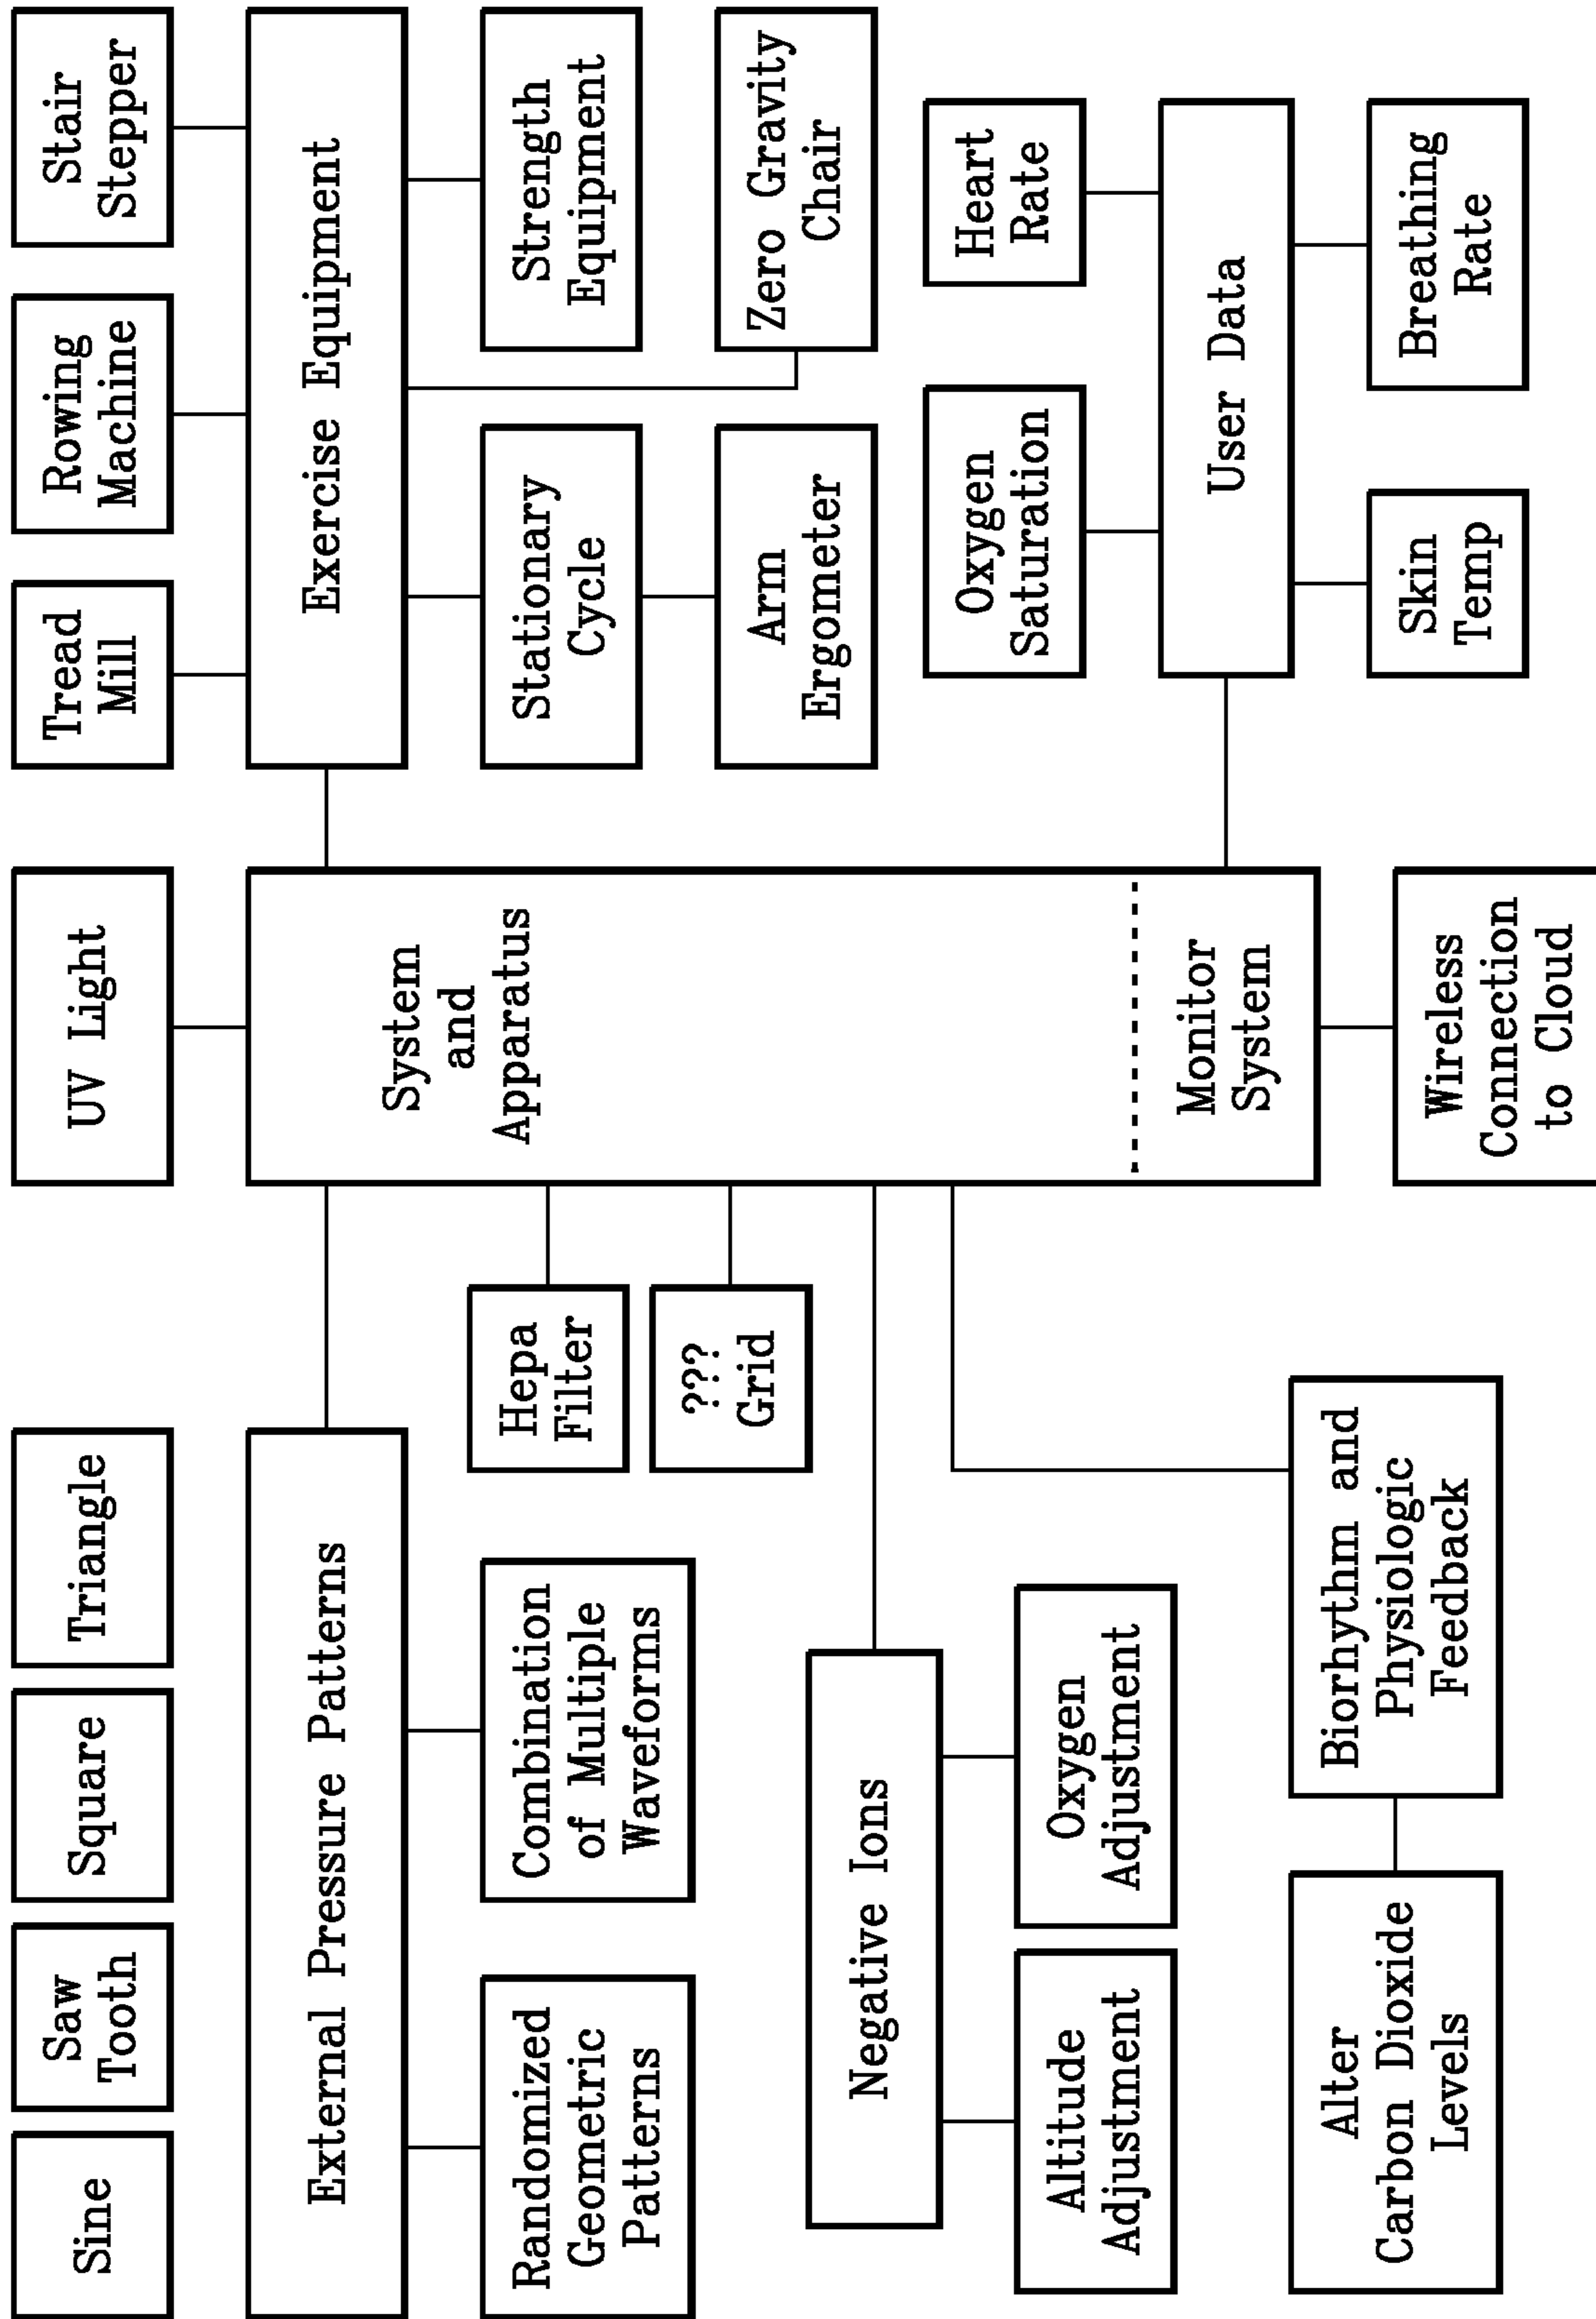 Sine
Saw
Tooth
Square
Triangle
UV Light
Tread
Mill
Rowing
Machine
Stair
Stepper
External Pressure Patterns
System
and
Apparatus
Exercise Equipment
Randomized
Geometric
Patterns
Combination
of Multiple
Waveforms
Hepa
Filter
???
Grid
Stationary
Cycle
Strength
Equipment
Arm
Ergometer
Zero Gravity
Chair
Negative Ions
Altitude
Adjustment
Oxygen
Adjustment
Oxygen
Saturation
Heart
Rate
Monitor
System
User Data
Alter
Carbon Dioxide
Levels
Biorhythm and
Physiologic
Feedback
Wireless
Connection
to Cloud
Skin
Temp
Breathing
Rate